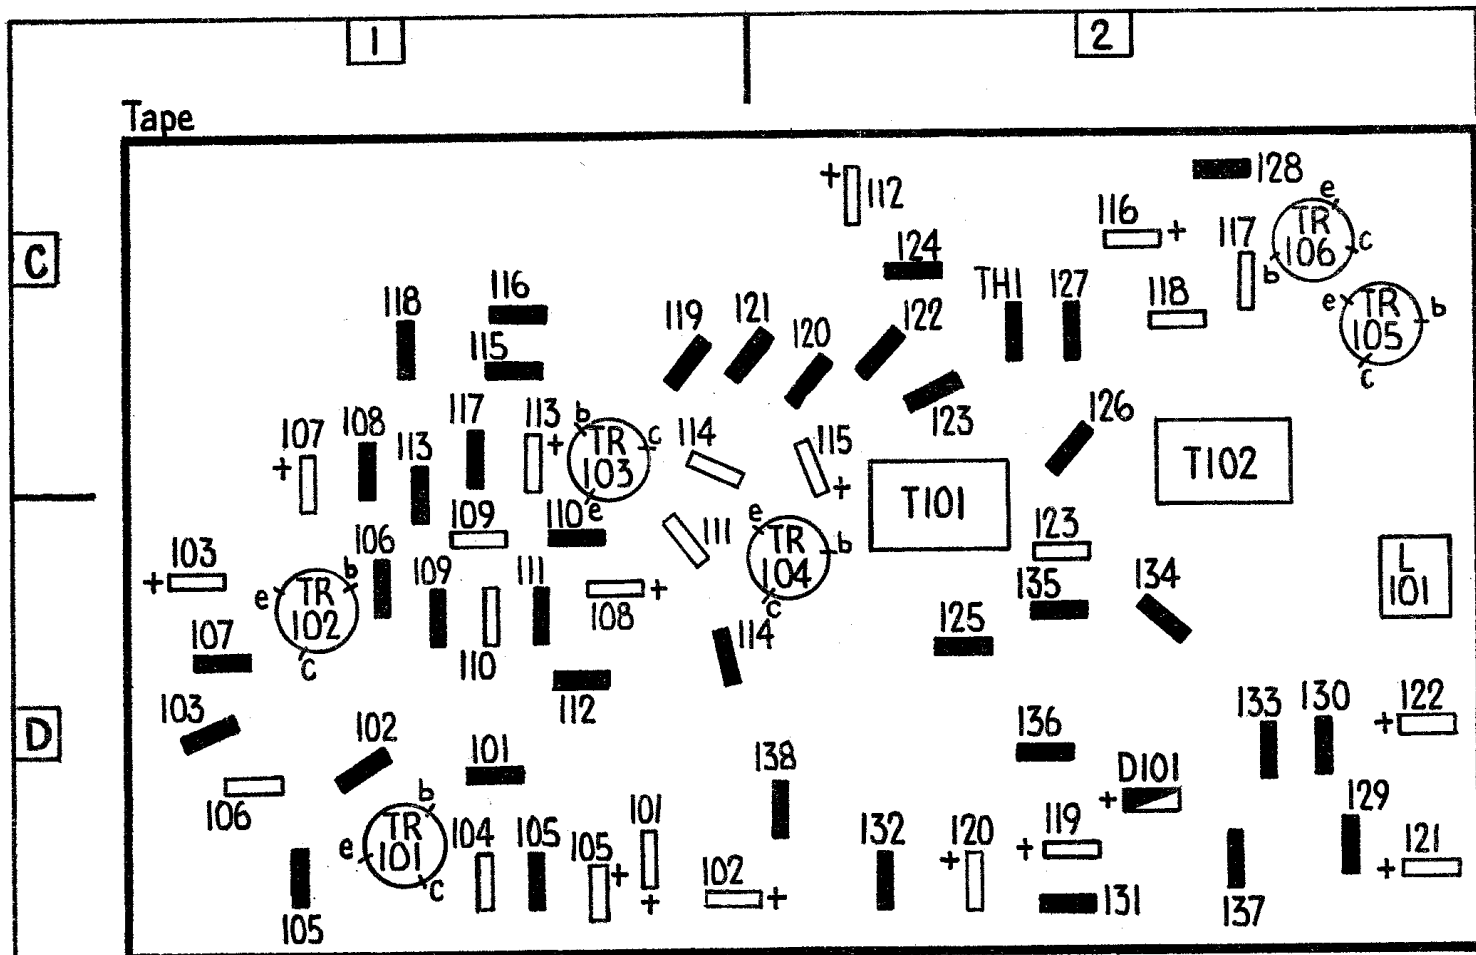 1
2
Tape
+ 112
128
e
TR 106
c
b
116 +
117
C
124
TH1
127
118
e
TR 105
b
c
118
116
115
119
121
120
122
123
126
107 +
108
113
117
113 +
b
TR 103
c
e
114
115 +
T101
T102
109
110
111
e
TR 104
b
c
123
135
134
L 101
103 +
e
TR 102
b
c
106
109
110
111
108 +
107
112
114
125
D
103
102
101
106
138
136
D101 +
133
130
122 +
b
TR 101
e
c
105
104
105
105 +
101 +
102 +
132
120 +
119 +
131
137
129
121 +